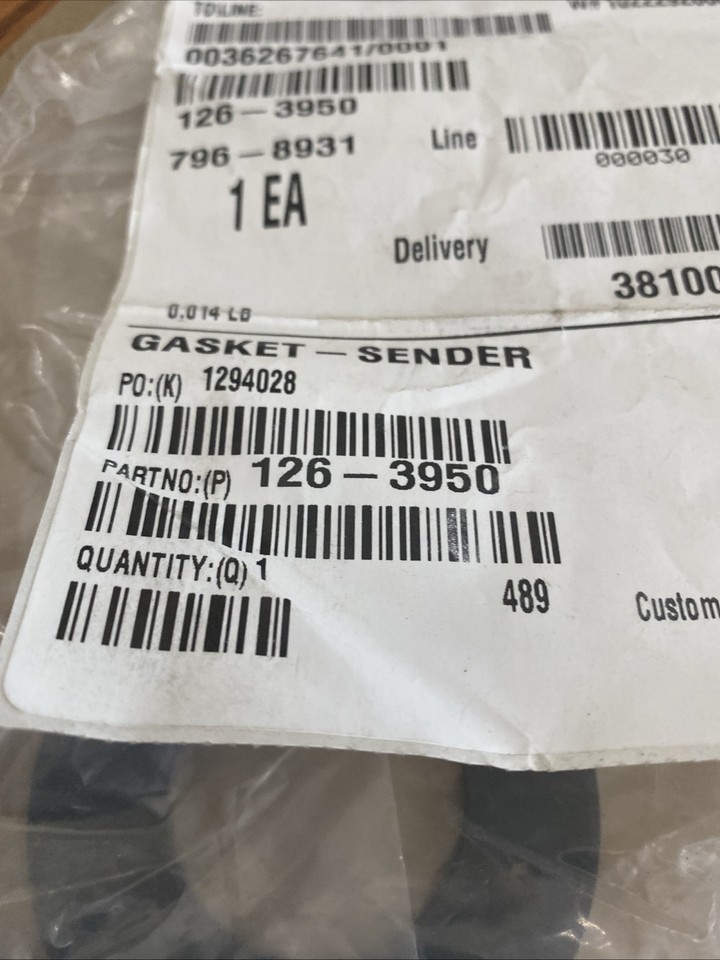 TO\LINE:
0036267641/0001
126-3950
796-8931
Line
000030
1 EA
Delivery
38100
0.014 LB
GASKET-SENDER
PO:(K) 1294028
PARTNO:(P) 126-3950
QUANTITY:(Q) 1
489
Custom